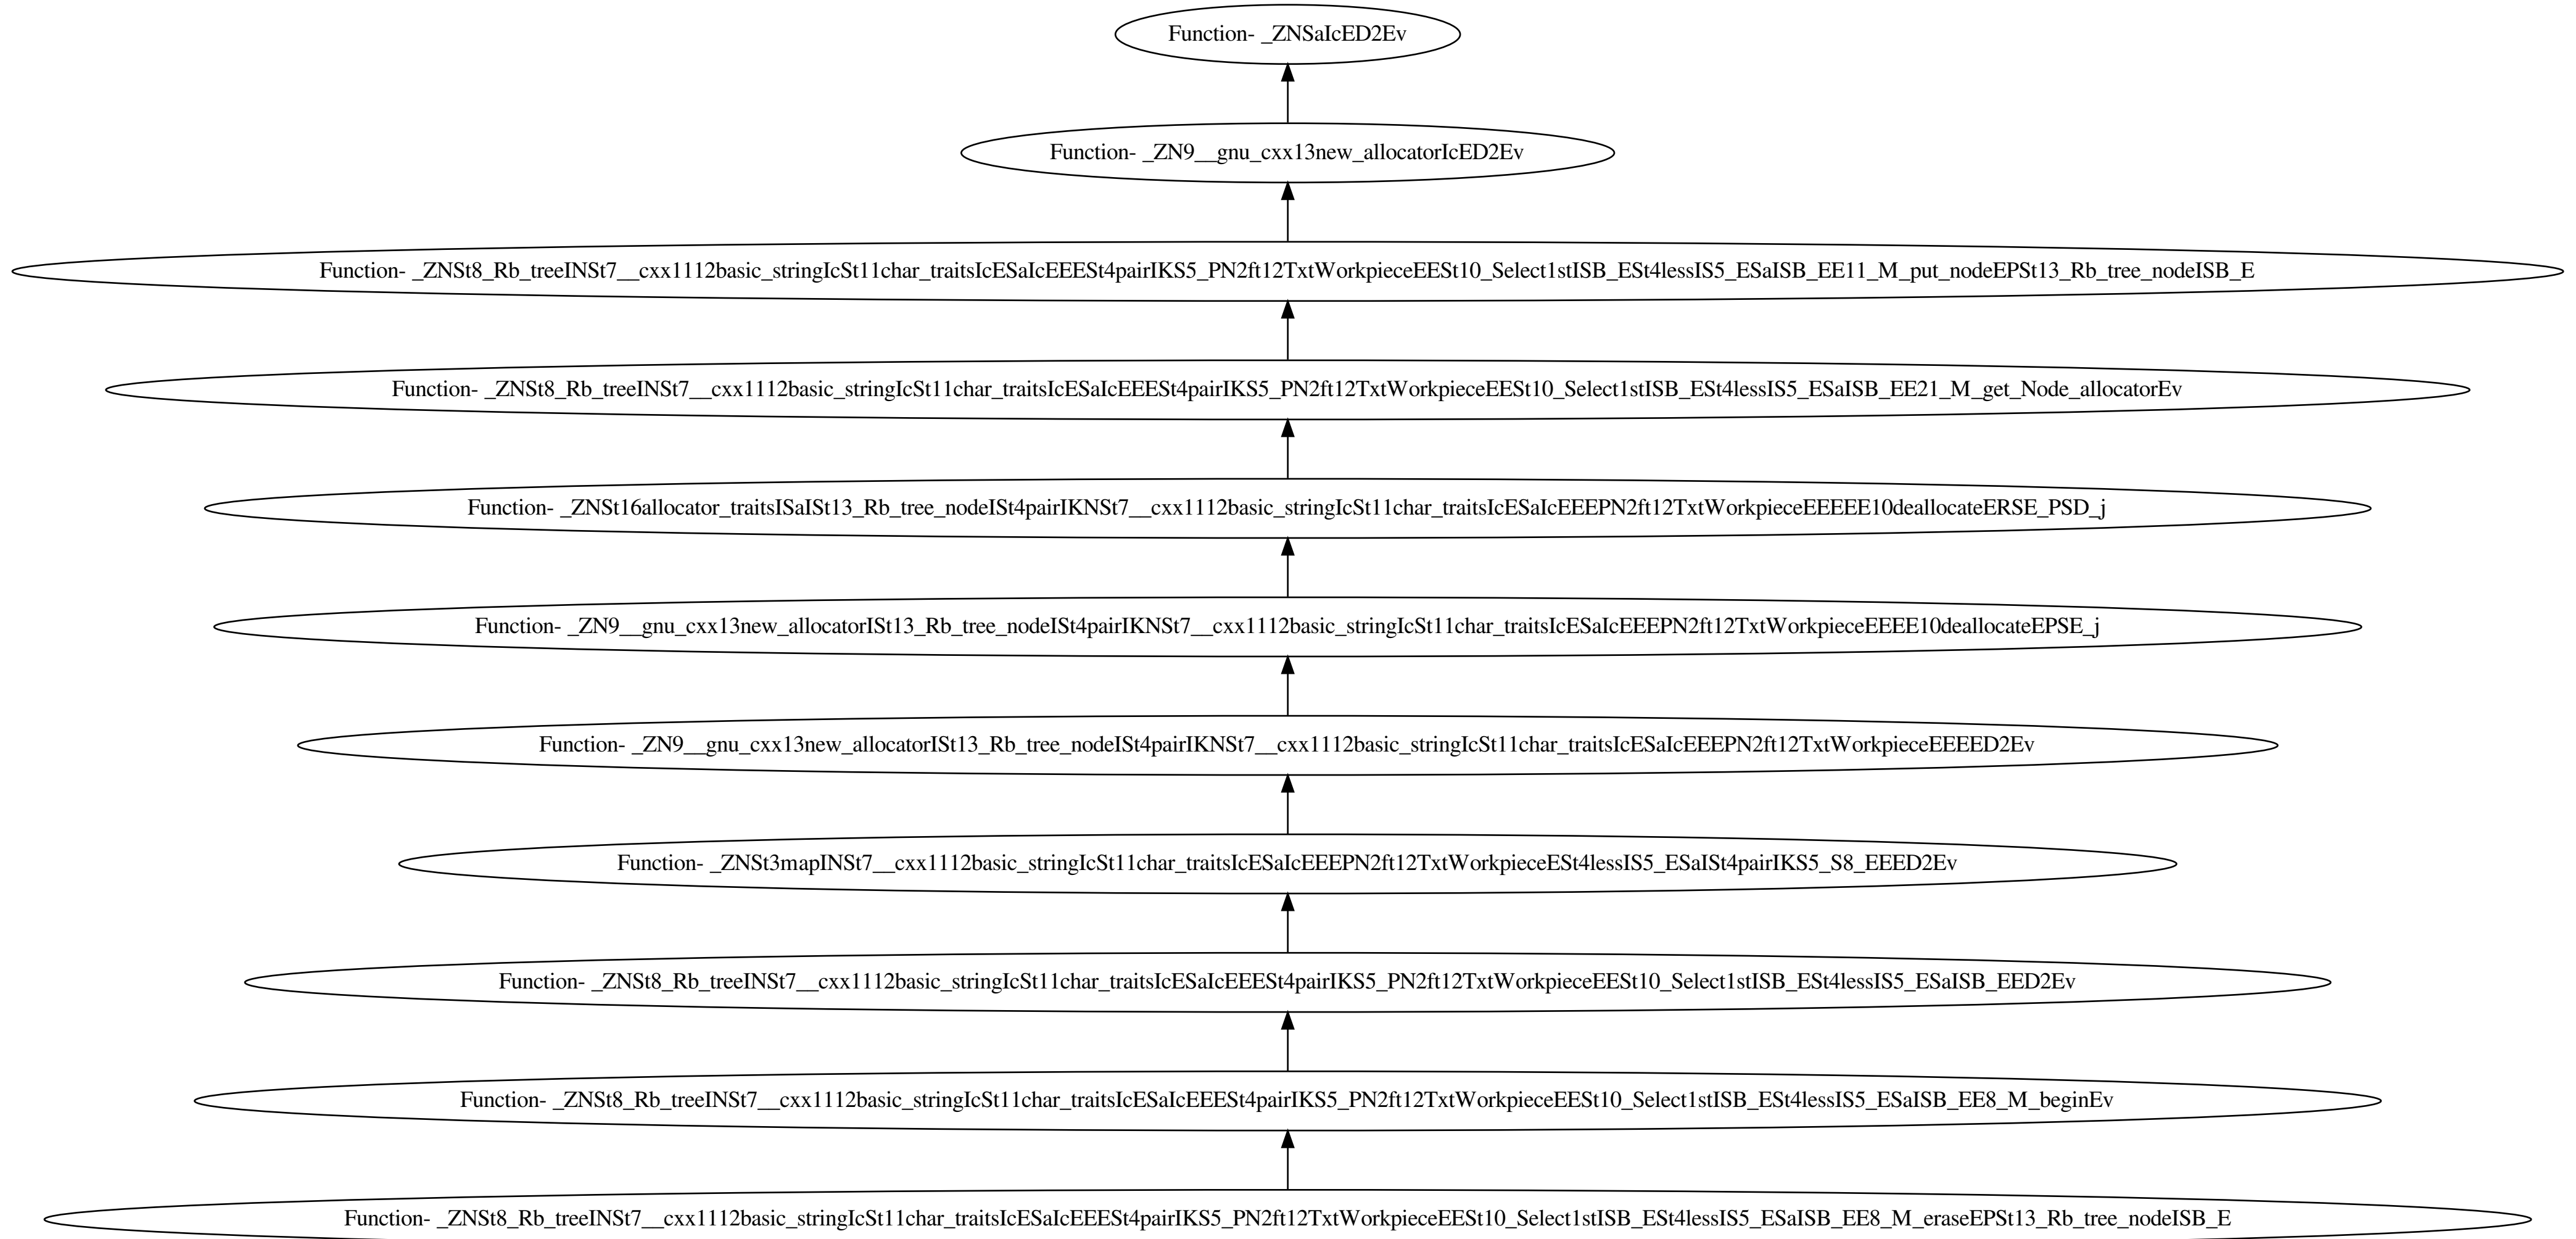 Function- _ZNSaIcED2Ev
Function- _ZN9__gnu_cxx13new_allocatorIcED2Ev
Function- _ZNSt8_Rb_treeINSt7__cxx1112basic_stringIcSt11char_traitsIcESaIcEEESt4pairIKS5_PN2ft12TxtWorkpieceEESt10_Select1stISB_ESt4lessIS5_ESaISB_EE11_M_put_nodeEPSt13_Rb_tree_nodeISB_E
Function- _ZNSt8_Rb_treeINSt7__cxx1112basic_stringIcSt11char_traitsIcESaIcEEESt4pairIKS5_PN2ft12TxtWorkpieceEESt10_Select1stISB_ESt4lessIS5_ESaISB_EE21_M_get_Node_allocatorEv
Function- _ZNSt16allocator_traitsISaISt13_Rb_tree_nodeISt4pairIKNSt7__cxx1112basic_stringIcSt11char_traitsIcESaIcEEEPN2ft12TxtWorkpieceEEEEE10deallocateERSE_PSD_j
Function- _ZN9__gnu_cxx13new_allocatorISt13_Rb_tree_nodeISt4pairIKNSt7__cxx1112basic_stringIcSt11char_traitsIcESaIcEEEPN2ft12TxtWorkpieceEEEE10deallocateEPSE_j
Function- _ZN9__gnu_cxx13new_allocatorISt13_Rb_tree_nodeISt4pairIKNSt7__cxx1112basic_stringIcSt11char_traitsIcESaIcEEEPN2ft12TxtWorkpieceEEEED2Ev
Function- _ZNSt3mapINSt7__cxx1112basic_stringIcSt11char_traitsIcESaIcEEEPN2ft12TxtWorkpieceESt4lessIS5_ESaISt4pairIKS5_S8_EEED2Ev
Function- _ZNSt8_Rb_treeINSt7__cxx1112basic_stringIcSt11char_traitsIcESaIcEEESt4pairIKS5_PN2ft12TxtWorkpieceEESt10_Select1stISB_ESt4lessIS5_ESaISB_EED2Ev
Function- _ZNSt8_Rb_treeINSt7__cxx1112basic_stringIcSt11char_traitsIcESaIcEEESt4pairIKS5_PN2ft12TxtWorkpieceEESt10_Select1stISB_ESt4lessIS5_ESaISB_EE8_M_beginEv
Function- _ZNSt8_Rb_treeINSt7__cxx1112basic_stringIcSt11char_traitsIcESaIcEEESt4pairIKS5_PN2ft12TxtWorkpieceEESt10_Select1stISB_ESt4lessIS5_ESaISB_EE8_M_eraseEPSt13_Rb_tree_nodeISB_E